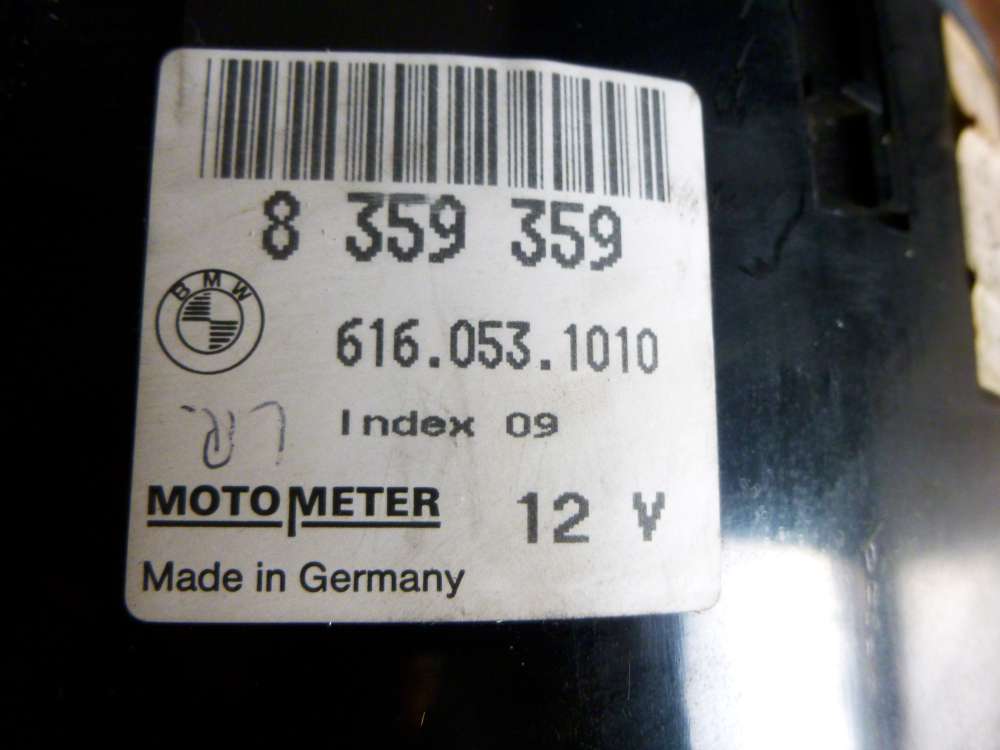 8 359 359
BMW
616.053.1010
Index 09
MOTOMETER
12 V
Made in Germany